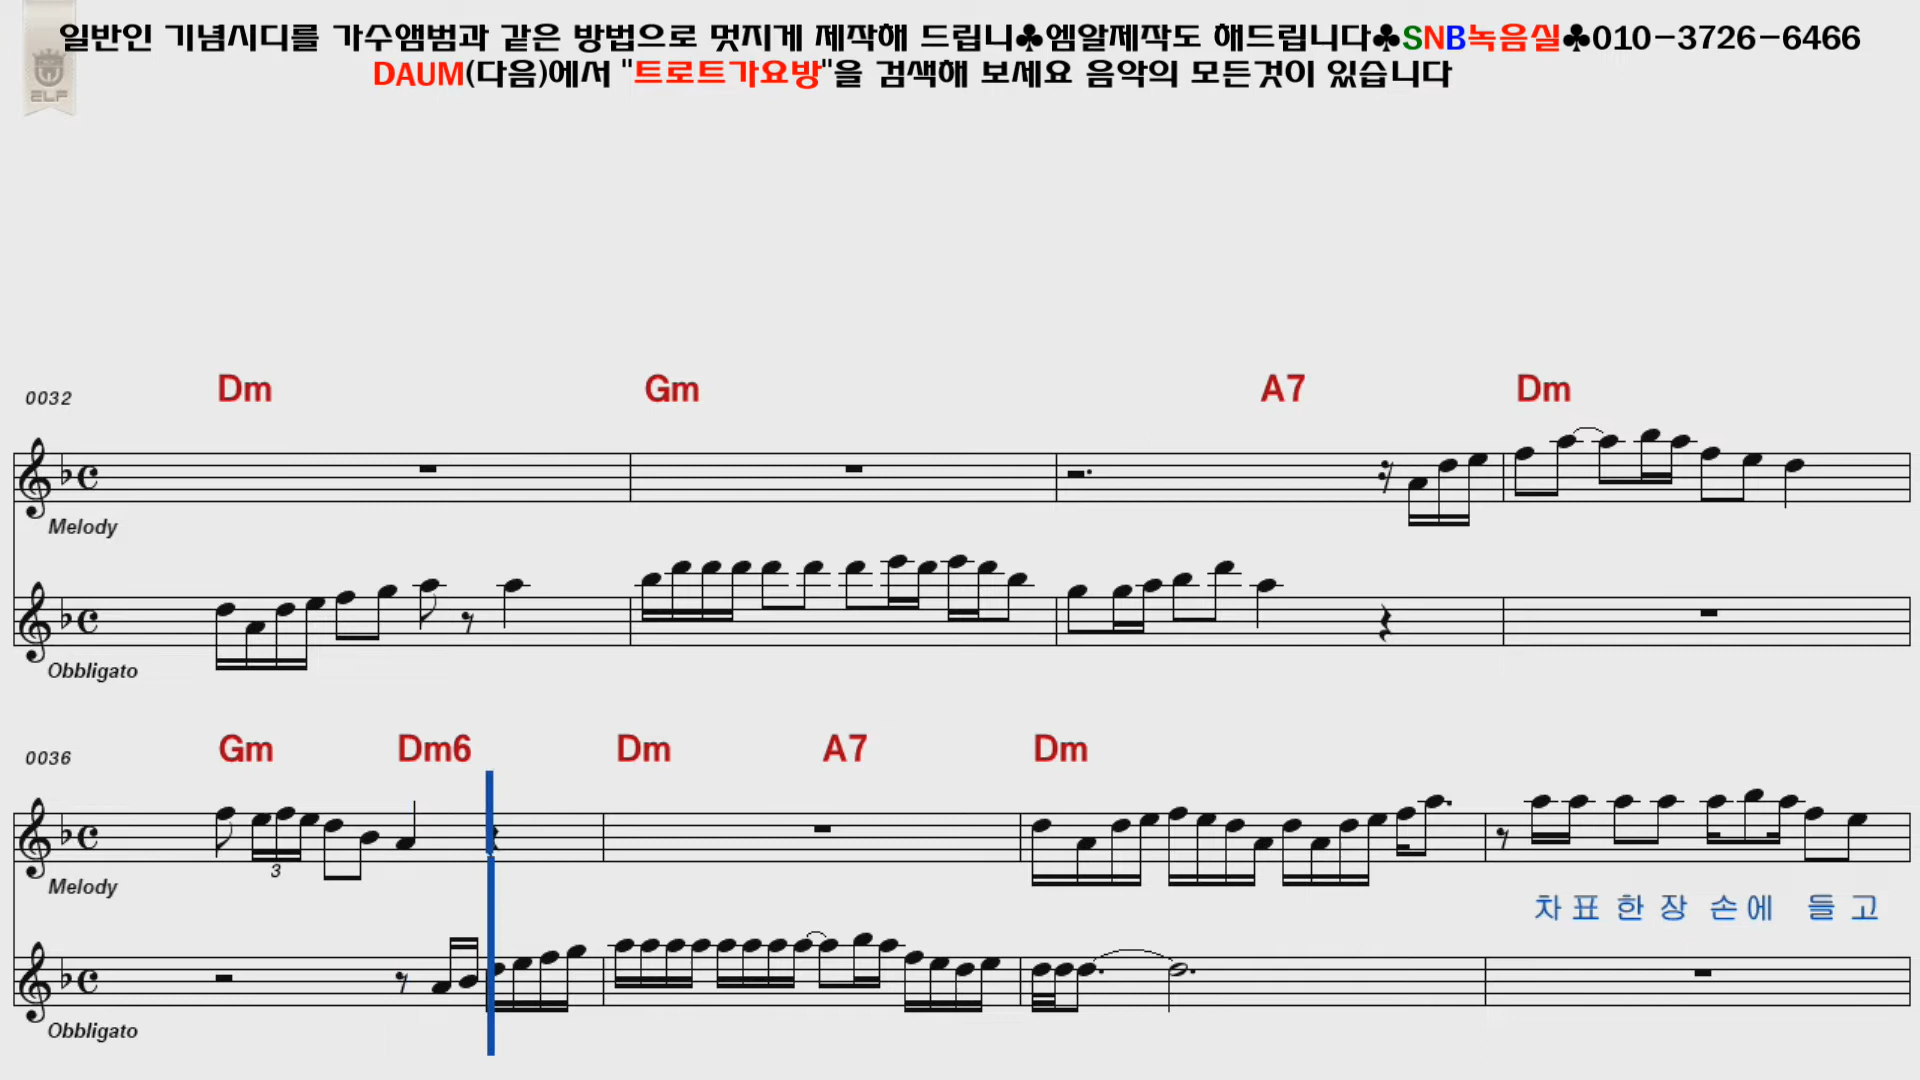 일반인 기념시디를 가수앰범과 같은 방법으로 멋지게 제작해 드립니♣엠알제작도 해드립니다♣SNB녹음실♣010-3726-6466
DAUM(다음)에서 "트로트가요방"을 검색해 보세요 음악의 모든것이 있습니다
ELF
0032 Dm Gm A7 Dm
Melody
Obbligato
0036 Gm Dm6 Dm A7 Dm
3
Melody
차 표 한 장 손 에 들 고
Obbligato